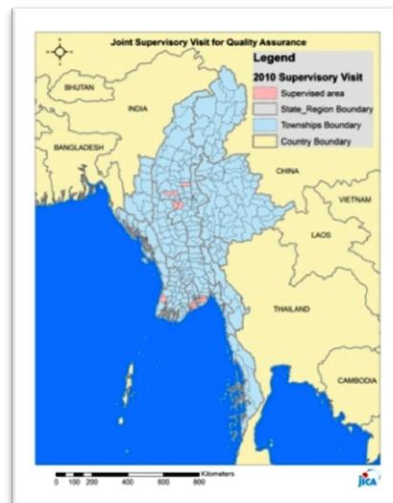 Joint Supervisory Visit for Quality Assurance
Legend
2010 Supervisory Visit
Supervised area
State_Region Boundary
Townships Boundary
Country Boundary
BHUTAN
INDIA
BANGLADESH
CHINA
VIETNAM
LAOS
THAILAND
CAMBODIA
Kilometers
0 100 200 400 600 800
jICA